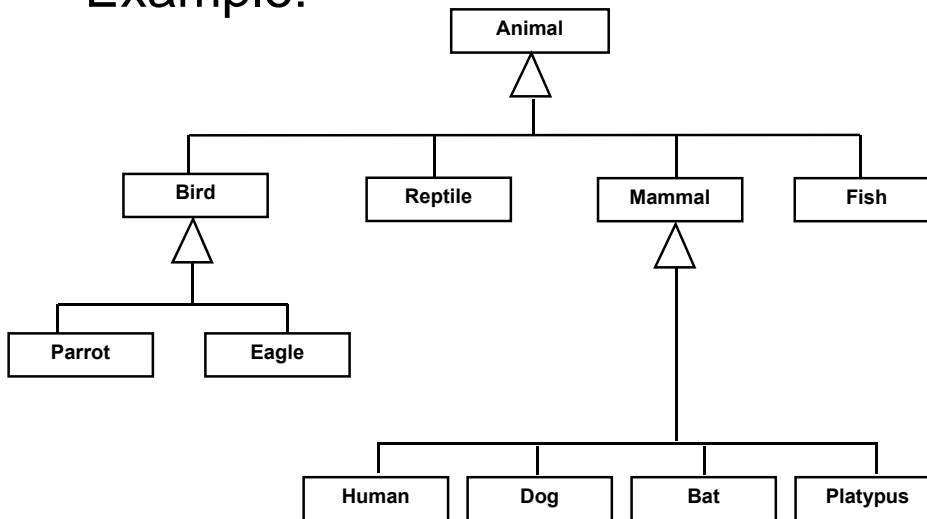 Example:
Animal
Bird Reptile Mammal Fish
Parrot Eagle
Human Dog Bat Platypus